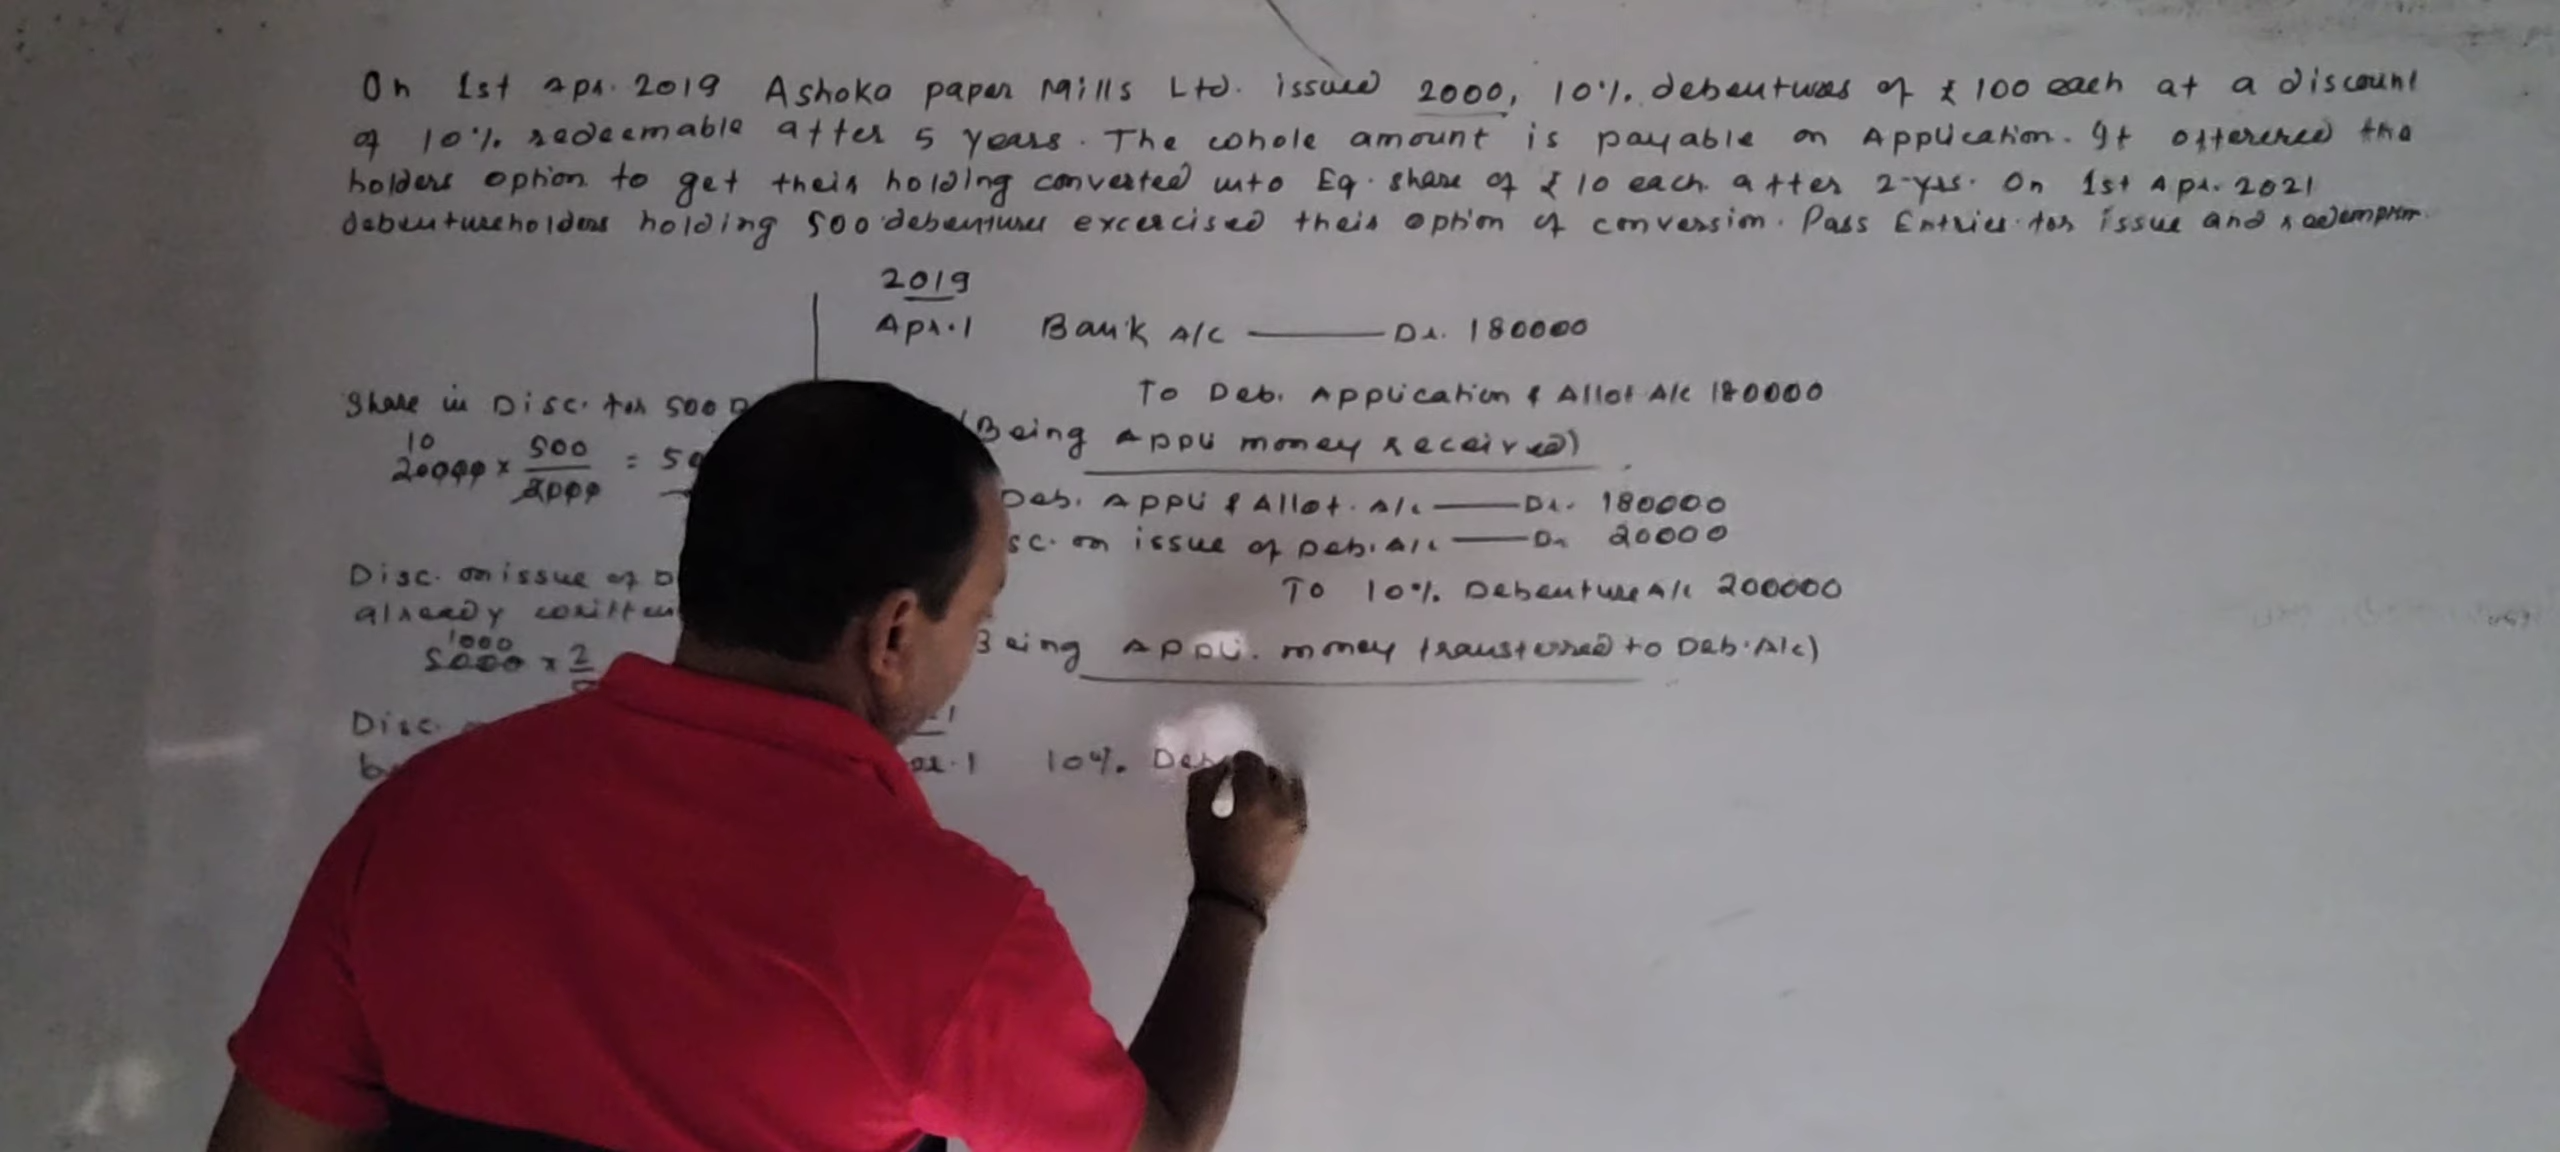 On 1st Apr. 2019 Ashoka paper Mills Ltd. issued 2000, 10%. debentures of ₹ 100 each at a discount
of 10%. redeemable after 5 years. The whole amount is payable on Application. It offerered the
holders option to get their holding converted into Eq. share of ₹ 10 each after 2-yrs. On 1st Apr. 2021
debentureholders holding 500 debentures excercised their option of conversion. Pass Entries for issue and redemption.
2019
Apr.1 Bank A/C ——— Dr. 180000
To Deb. Application & Allot A/c 180000
(Being Appli money received)
Deb. Appli & Allot. A/c —— Dr. 180000
sc. on issue of Deb. A/c —— Dr 20000
To 10%. Debenture A/c 200000
Being Appli. money transferred to Deb. A/c)
1
1 10%. Deb
Share in Disc. for 500
10
20000 × 500/2000 = 50
Disc. on issue of D
already written
1000
5000 × 2
Disc.